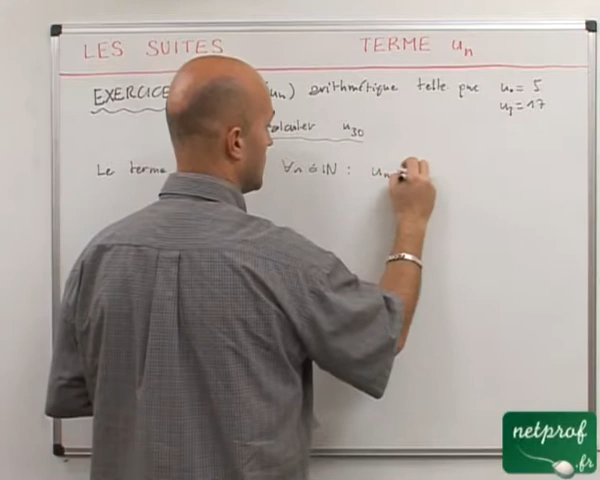 LES SUITES TERME un
EXERCICE (un) arithmétique telle que u0 = 5
u7 = 17
calculer u30
Le terme ∀n ∈ IN : un
netprof
.fr